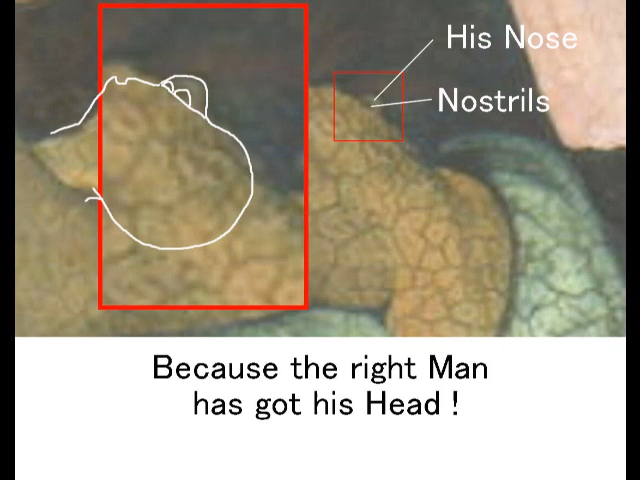 His Nose
Nostrils
Because the right Man
has got his Head !